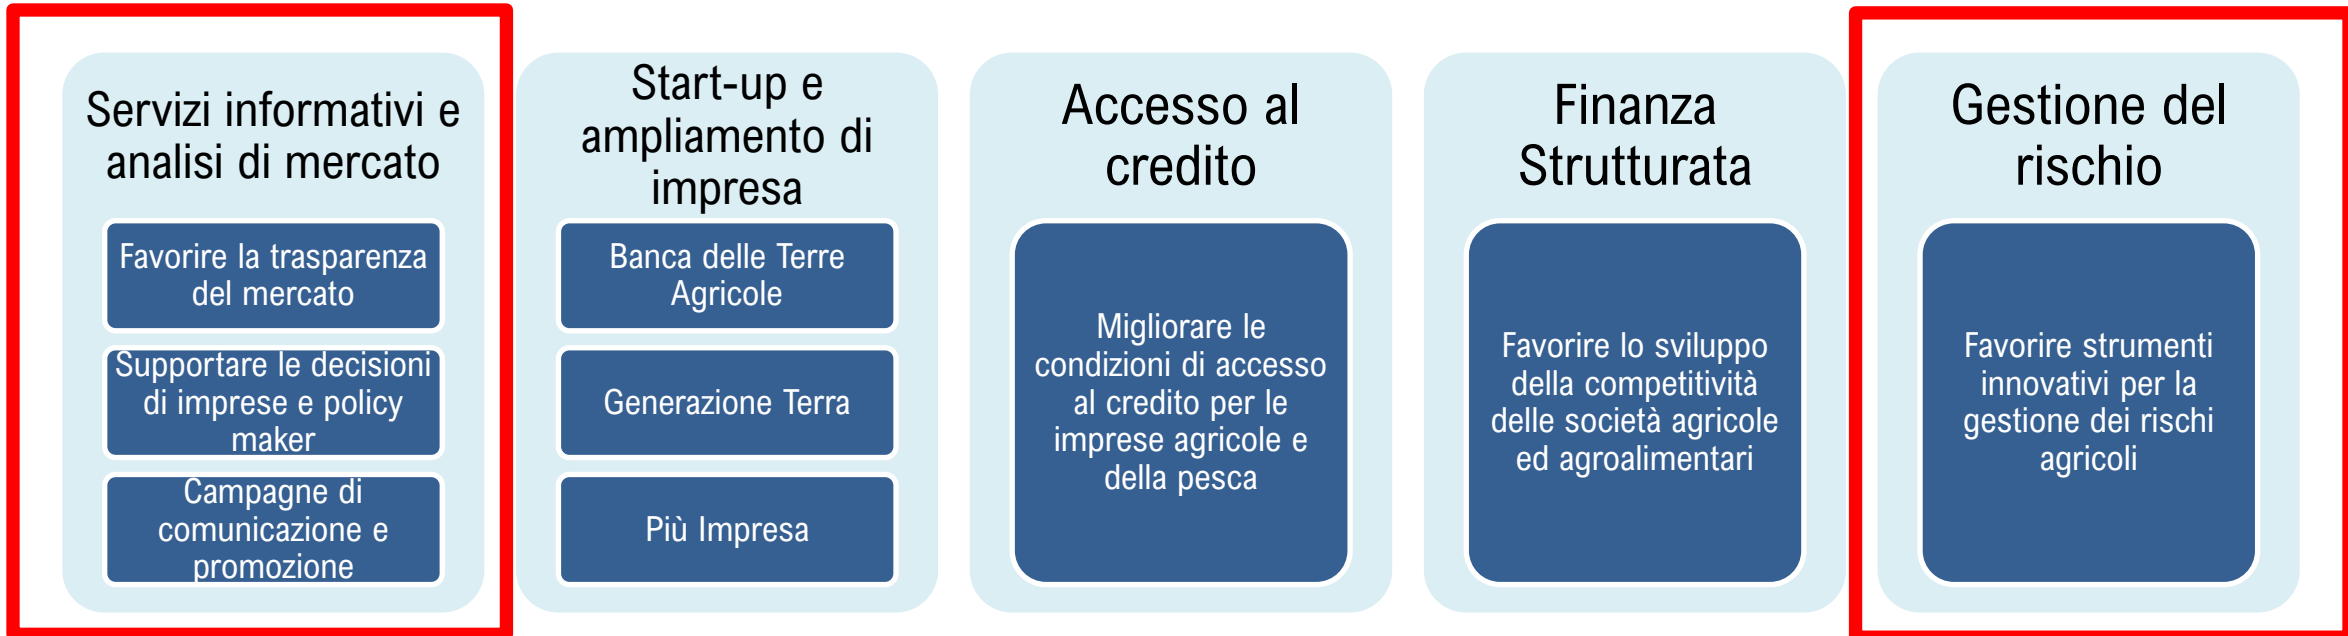 Servizi informativi e
analisi di mercato
Favorire la trasparenza
del mercato
Supportare le decisioni
di imprese e policy
maker
Campagne di
comunicazione e
promozione
Start-up e
ampliamento di
impresa
Banca delle Terre
Agricole
Generazione Terra
Più Impresa
Accesso al
credito
Migliorare le
condizioni di accesso
al credito per le
imprese agricole e
della pesca
Finanza
Strutturata
Favorire lo sviluppo
della competitività
delle società agricole
ed agroalimentari
Gestione del
rischio
Favorire strumenti
innovativi per la
gestione dei rischi
agricoli